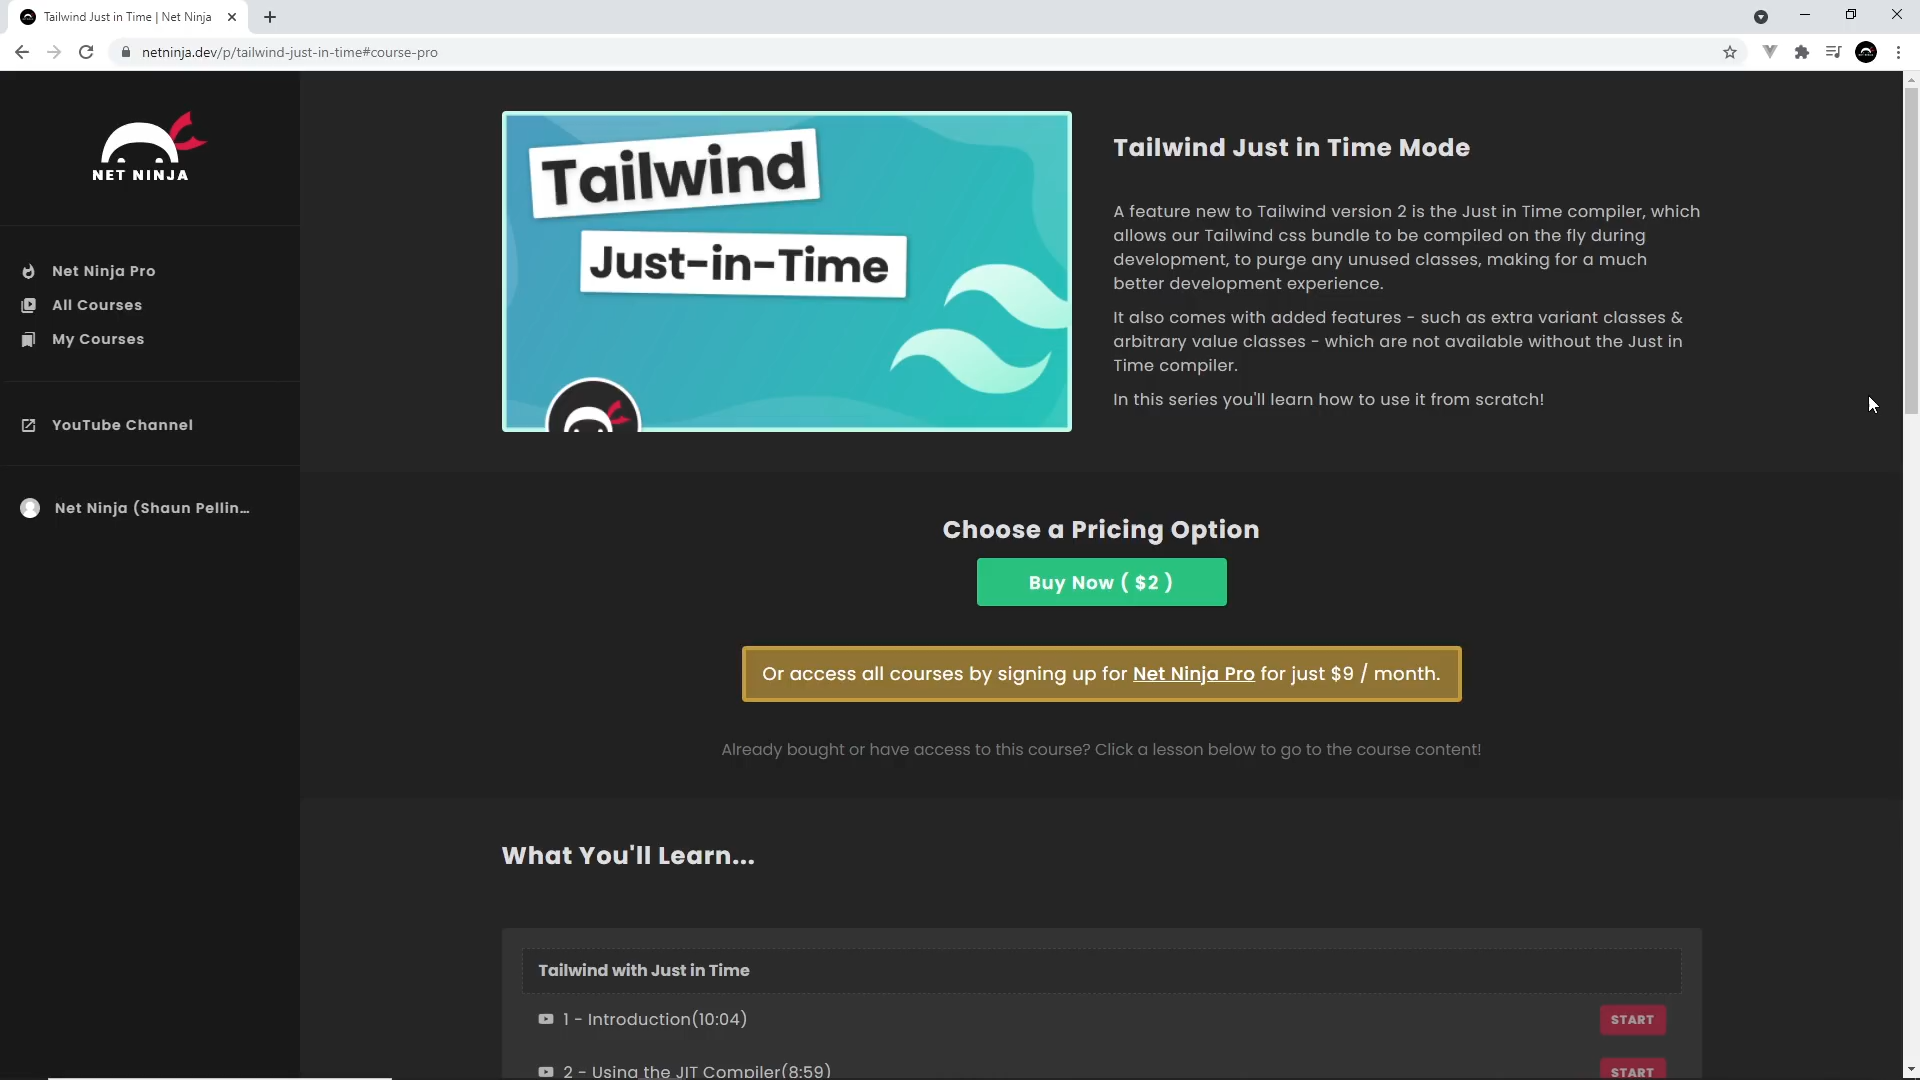 Tailwind Just in Time | Net Ninja
netninja.dev/p/tailwind-just-in-time#course-pro
NET NINJA
Net Ninja Pro
All Courses
My Courses
YouTube Channel
Net Ninja (Shaun Pellin...
Tailwind
Just-in-Time
Tailwind Just in Time Mode
A feature new to Tailwind version 2 is the Just in Time compiler, which
allows our Tailwind css bundle to be compiled on the fly during
development, to purge any unused classes, making for a much
better development experience.
It also comes with added features - such as extra variant classes &
arbitrary value classes - which are not available without the Just in
Time compiler.
In this series you'll learn how to use it from scratch!
Choose a Pricing Option
Buy Now ( $2 )
Or access all courses by signing up for Net Ninja Pro for just $9 / month.
Already bought or have access to this course? Click a lesson below to go to the course content!
What You'll Learn...
Tailwind with Just in Time
1 - Introduction(10:04)
START
2 - Using the JIT Compiler(8:59)
START